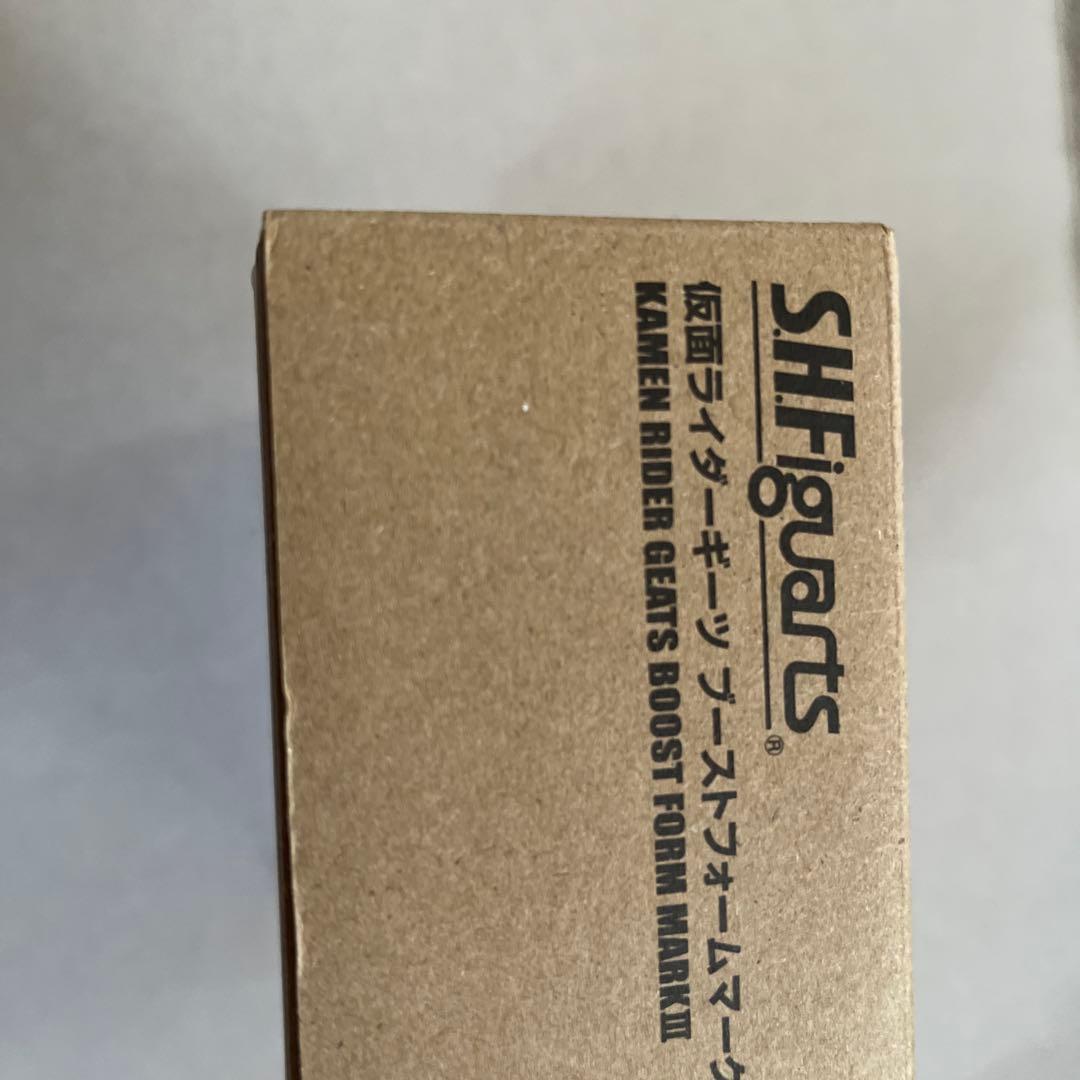 S.H.Figuarts®
仮面ライダーギーツ ブーストフォームマーク
KAMEN RIDER GEATS BOOST FORM MARKⅢ